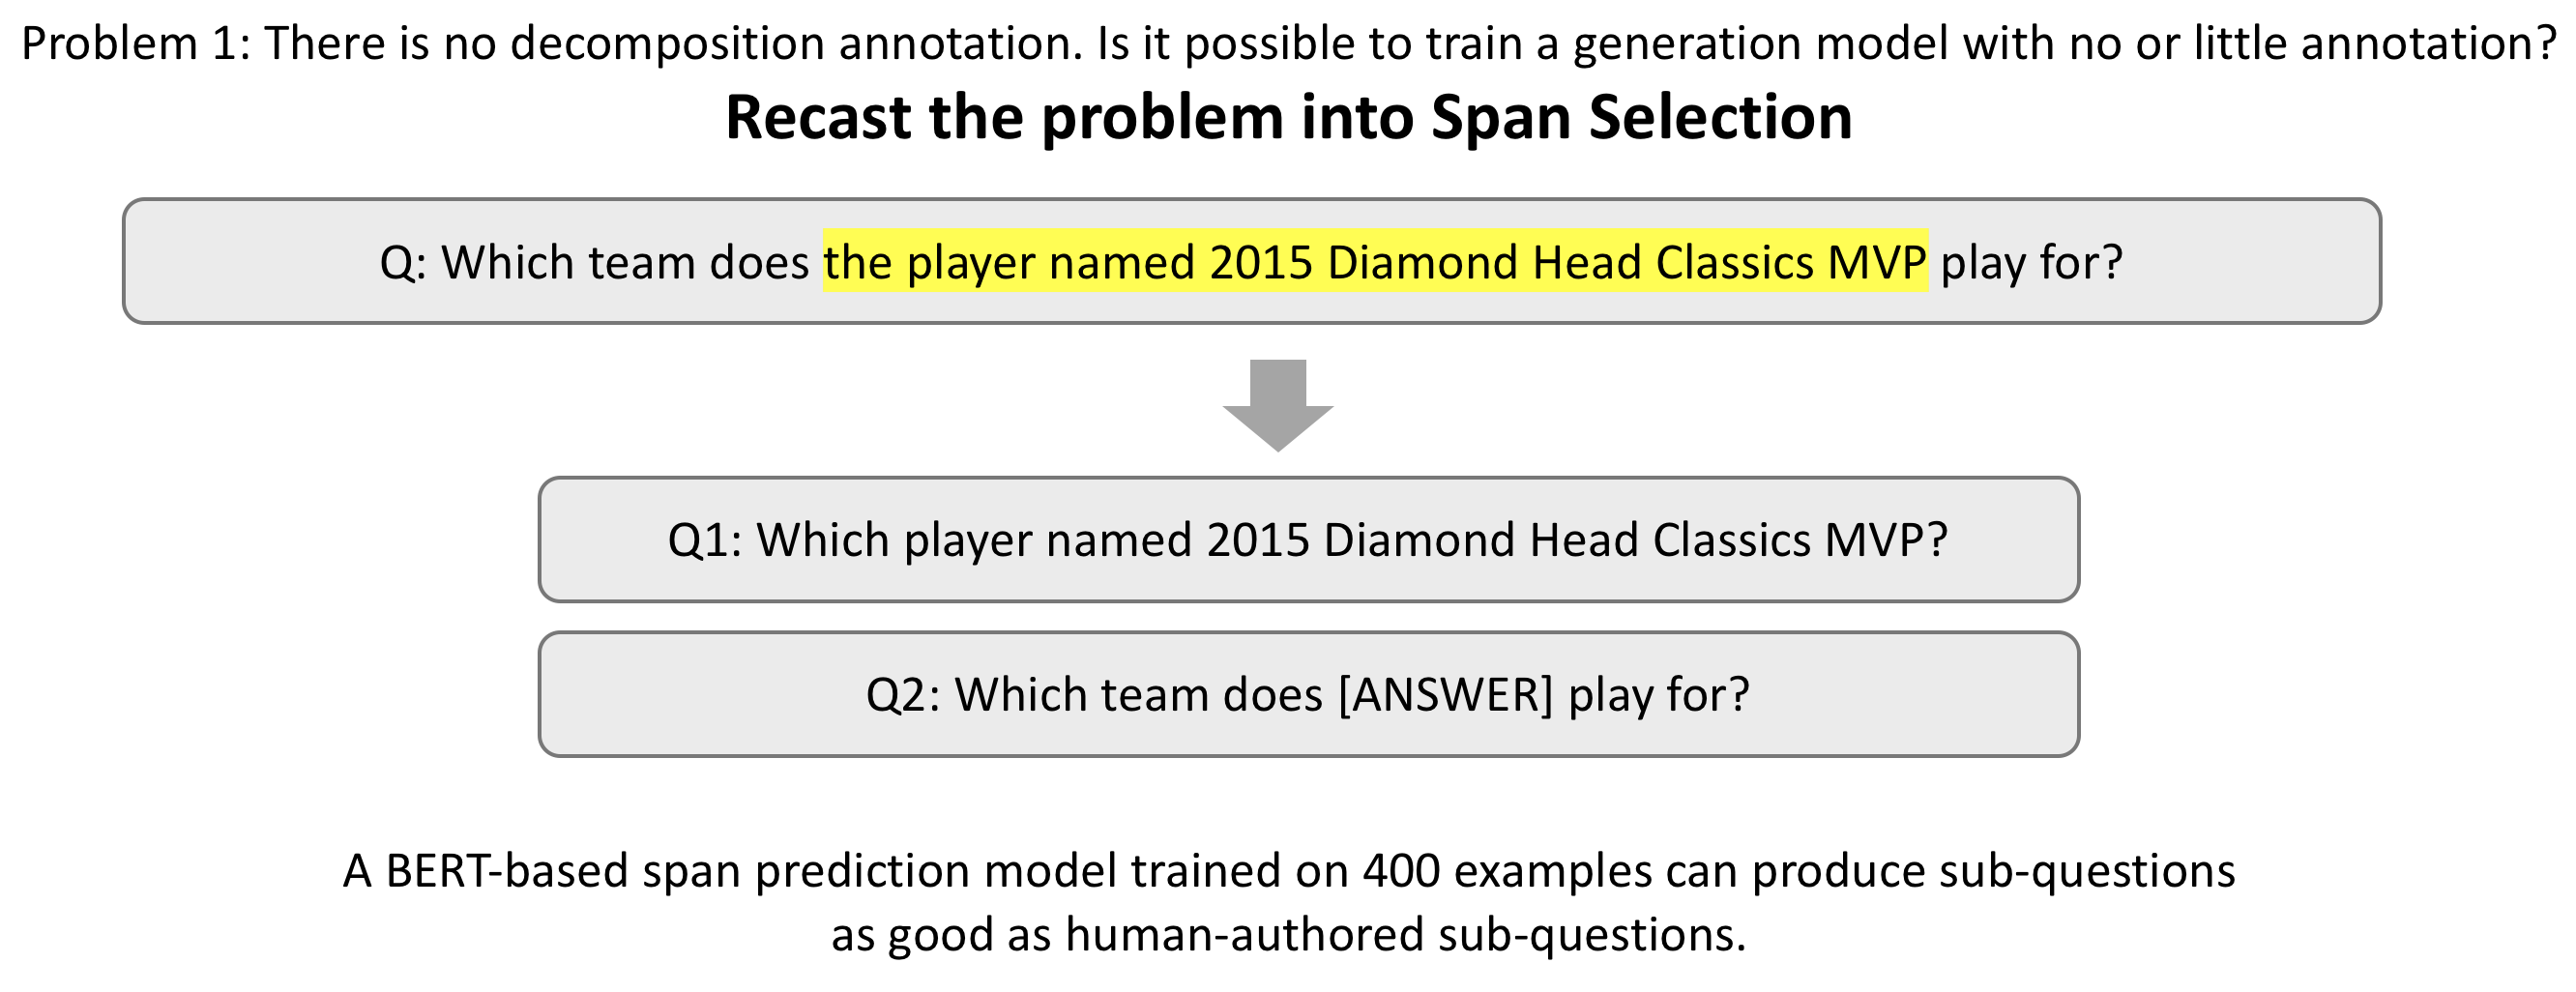 Problem 1: There is no decomposition annotation. Is it possible to train a generation model with no or little annotation?
Recast the problem into Span Selection
Q: Which team does the player named 2015 Diamond Head Classics MVP play for?
Q1: Which player named 2015 Diamond Head Classics MVP?
Q2: Which team does [ANSWER] play for?
A BERT-based span prediction model trained on 400 examples can produce sub-questions
as good as human-authored sub-questions.